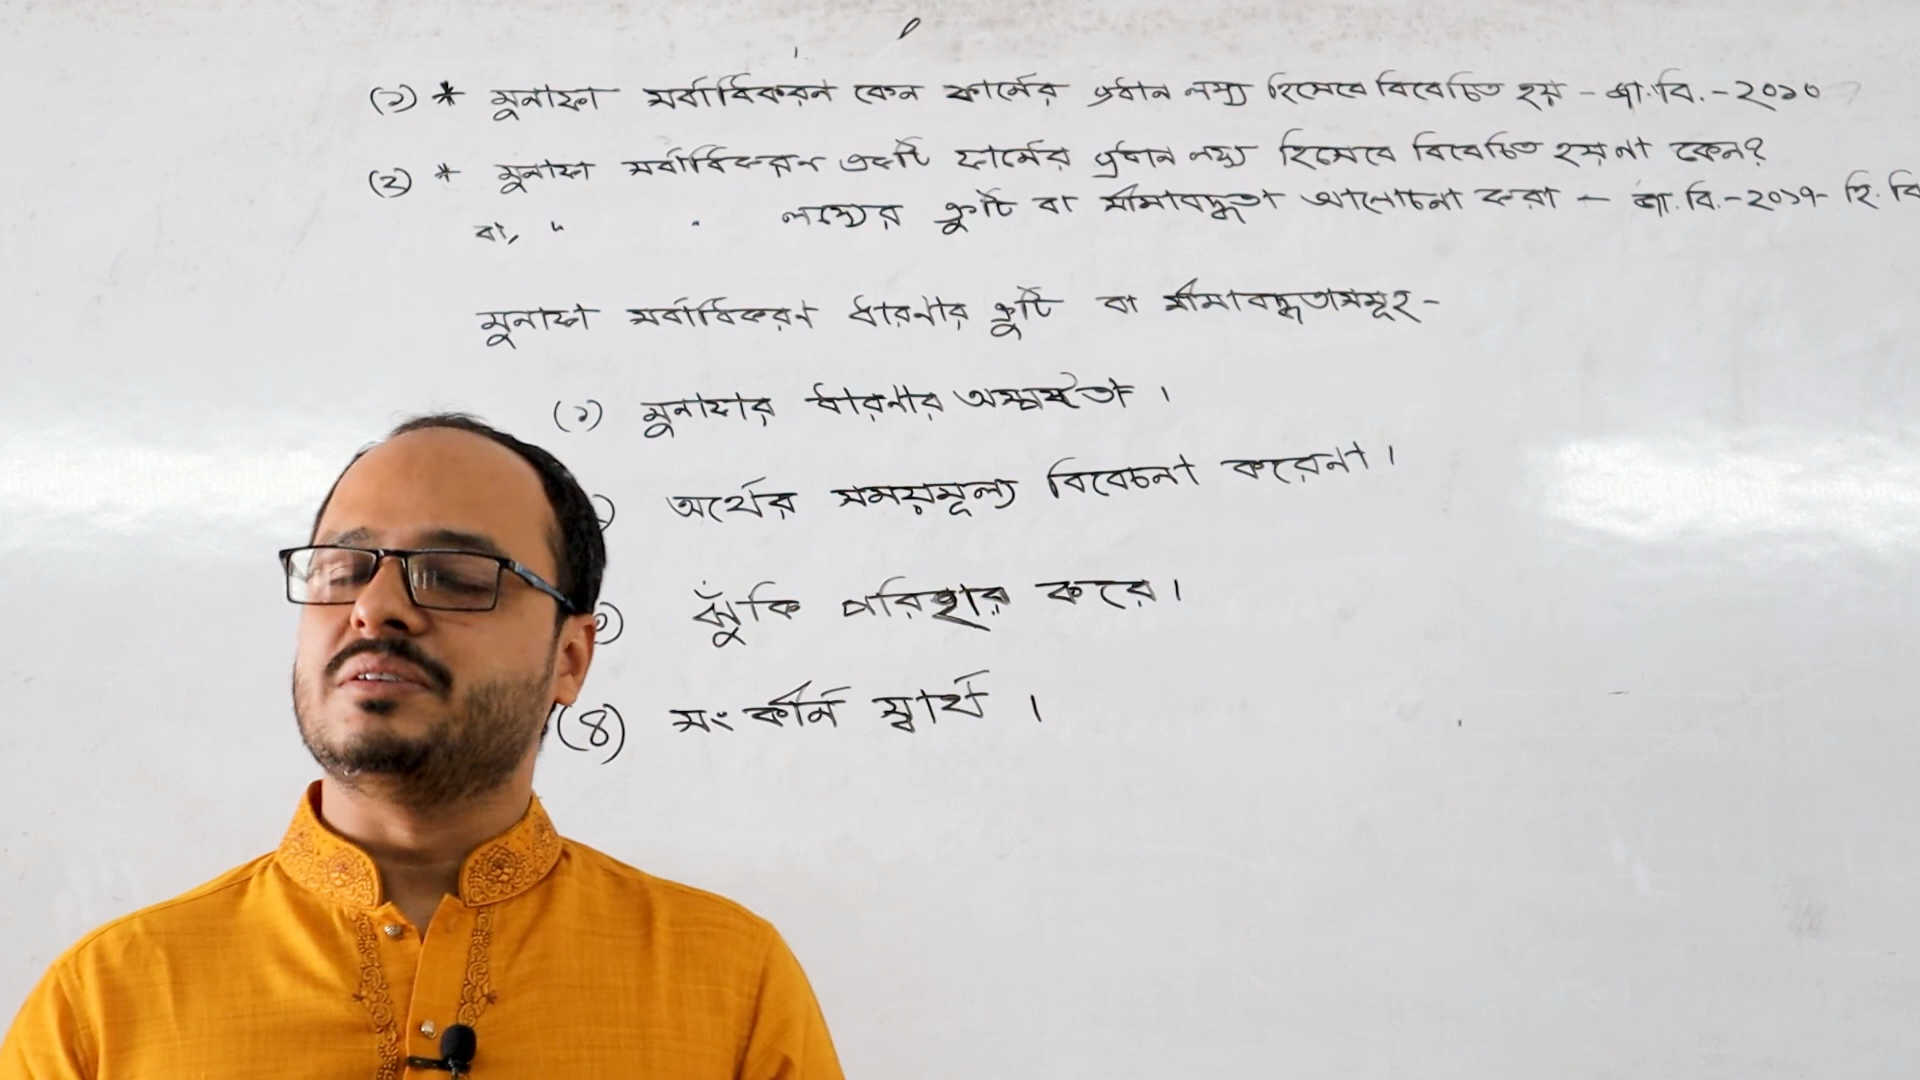 (১) * মুনাফা সর্বাধিকরন কেন ফার্মের প্রধান লক্ষ্য হিসেবে বিবেচিত হয় - জা.বি. - ২০১০
(২) * মুনাফা সর্বাধিকরন একটি ফার্মের প্রধান লক্ষ্য হিসেবে বিবেচিত হয়না কেন?
বা, " " লক্ষ্যের ত্রুটি বা সীমাবদ্ধতা আলোচনা করা - জা.বি.- ২০১৭- হি. বি
মুনাফা সর্বাধিকরণ ধারনার ত্রুটি বা সীমাবদ্ধতাসমূহ -
(১) মুনাফার ধারনার অস্পষ্টতা ।
অর্থের সময়মূল্য বিবেচনা করেনা ।
ঝুঁকি পরিহার করে ।
(৪) সংকীর্ন স্বার্থ ।